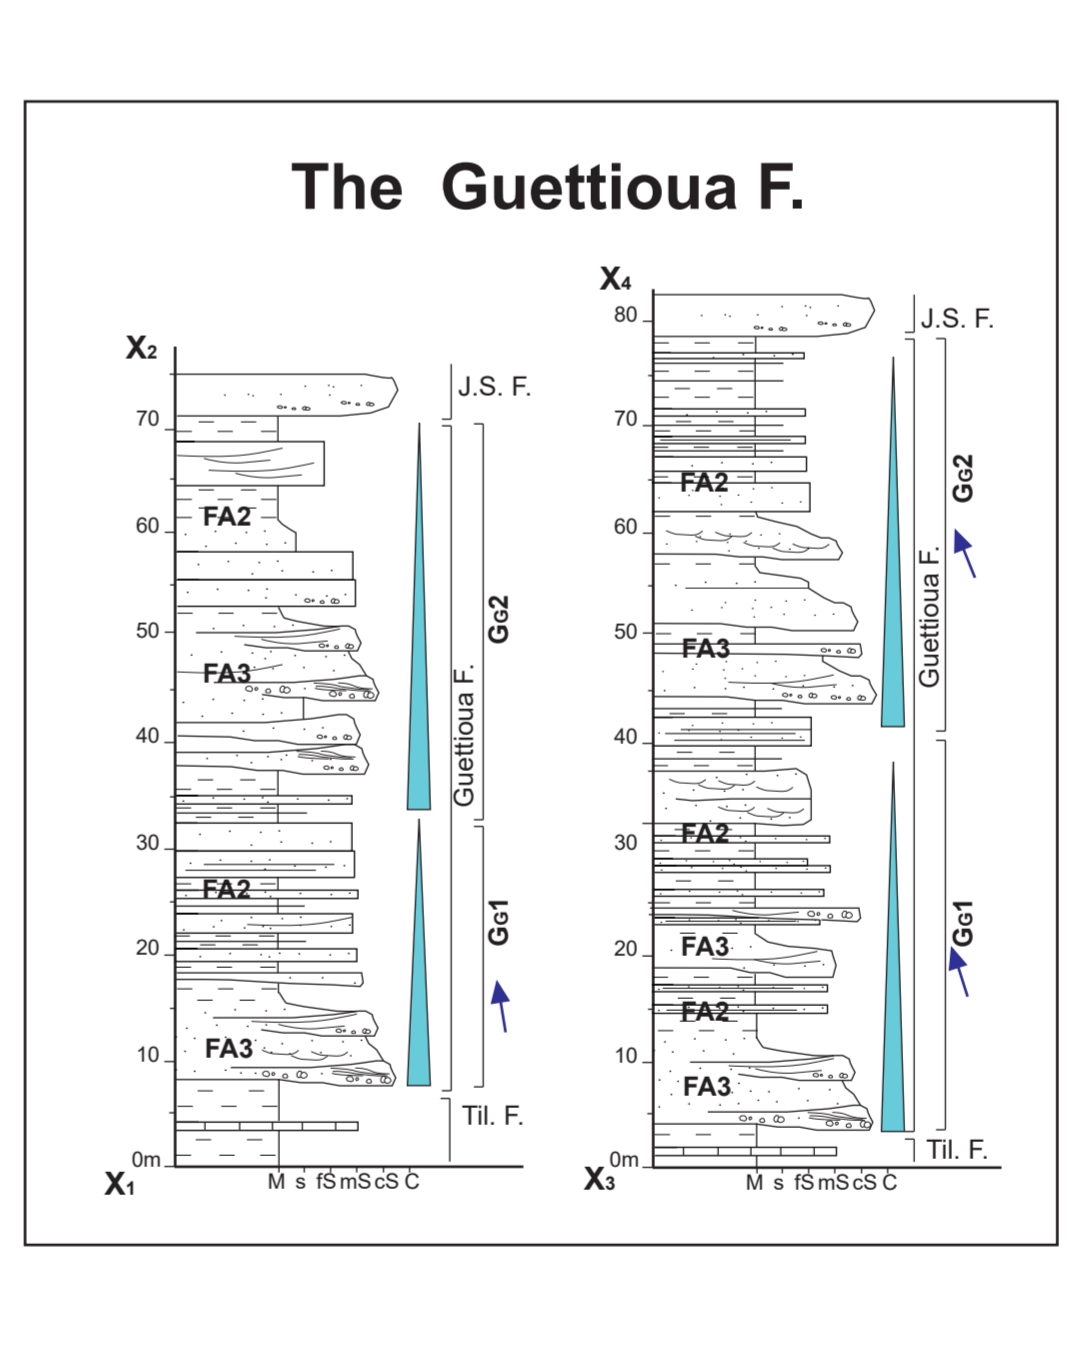 The Guettioua F.
X2
70
60
50
40
30
20
10
0m
X1
FA2
FA3
FA2
FA3
M s fS mS cS C
J.S. F.
Guettioua F.
Til. F.
GG2
GG1
X4
80
70
60
50
40
30
20
10
0m
X3
FA2
FA3
FA2
FA3
FA2
FA3
M s fS mS cS C
J.S. F.
Guettioua F.
Til. F.
GG2
GG1